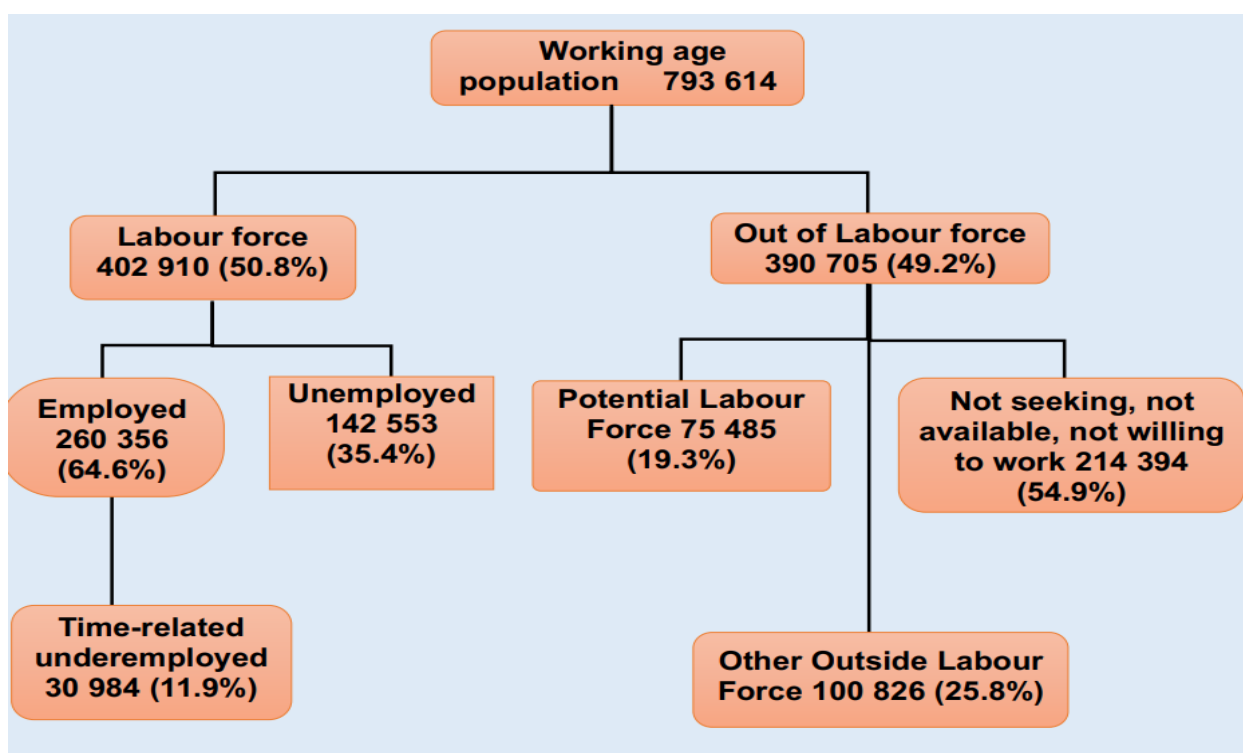 Working age
population 793 614
Labour force
402 910 (50.8%)
Out of Labour force
390 705 (49.2%)
Employed
260 356
(64.6%)
Unemployed
142 553
(35.4%)
Potential Labour
Force 75 485
(19.3%)
Not seeking, not
available, not willing
to work 214 394
(54.9%)
Time-related
underemployed
30 984 (11.9%)
Other Outside Labour
Force 100 826 (25.8%)